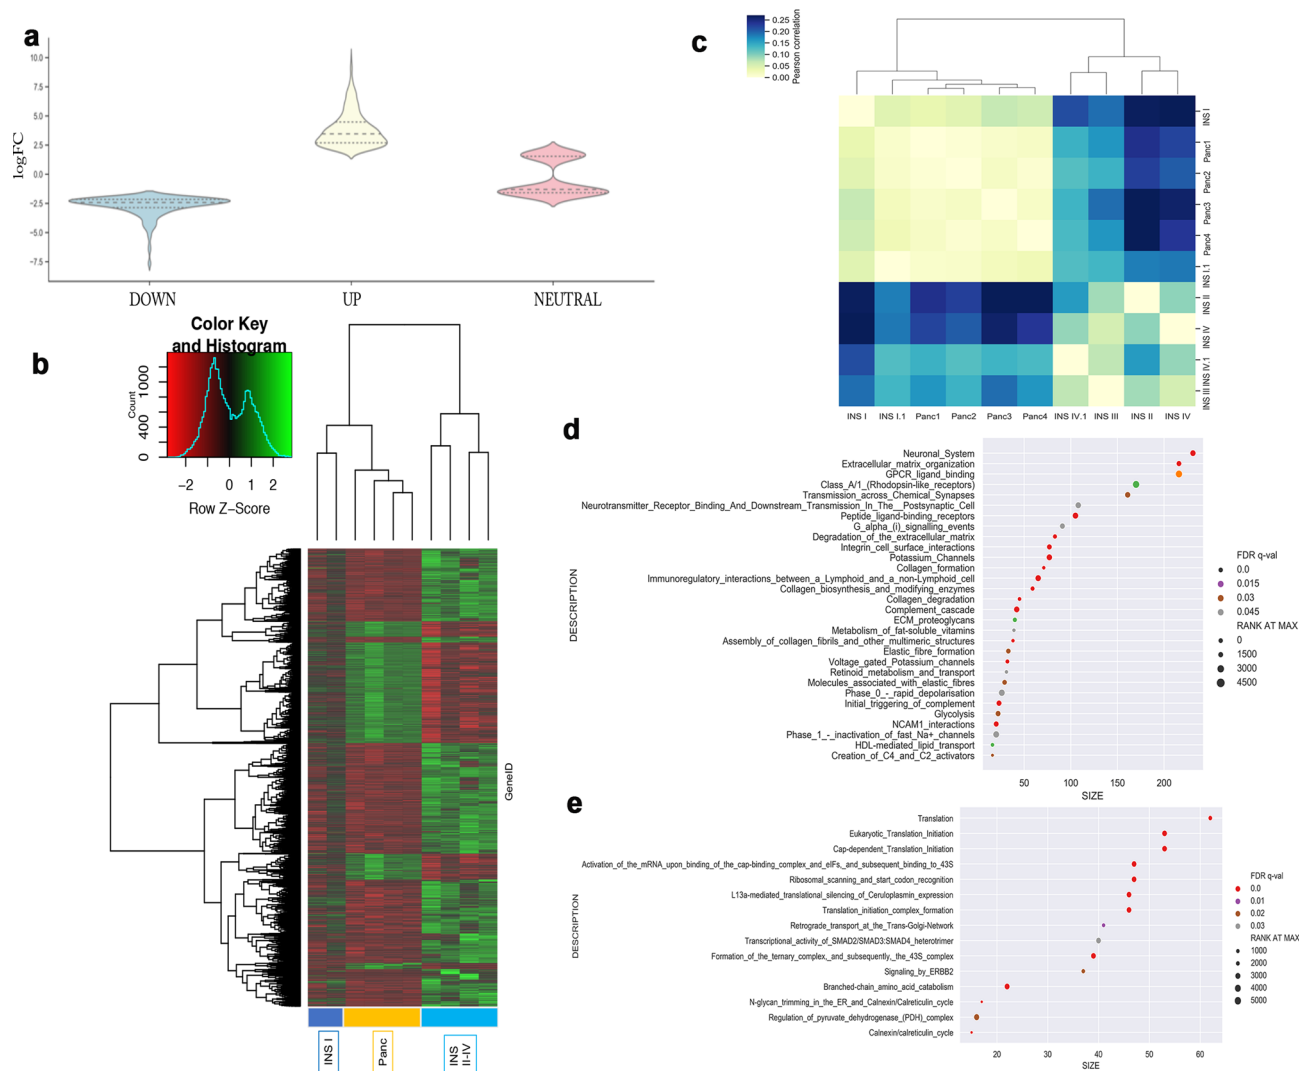 a
10.0
7.5
5.0
2.5
0.0
−2.5
−5.0
−7.5
logFC
DOWN
UP
NEUTRAL
b
Color Key
and Histogram
Count
0
400
1000
−2
0
1
2
Row Z−Score
GeneID
INS I
Panc
INS
II-IV
c
0.25
0.20
0.15
0.10
0.05
0.00
Pearson correlation
INS I
Panc1
Panc2
Panc3
Panc4
INS I.1
INS II
INS IV
INS IV.1
INS III
INS I
INS I.1
Panc1
Panc2
Panc3
Panc4
INS IV.1
INS III
INS II
INS IV
d
DESCRIPTION
Neuronal_System
Extracellular_matrix_organization
GPCR_ligand_binding
Class_A/1_(Rhodopsin-like_receptors)
Transmission_across_Chemical_Synapses
Neurotransmitter_Receptor_Binding_And_Downstream_Transmission_In_The__Postsynaptic_Cell
Peptide_ligand-binding_receptors
G_alpha_(i)_signalling_events
Degradation_of_the_extracellular_matrix
Integrin_cell_surface_interactions
Potassium_Channels
Collagen_formation
Immunoregulatory_interactions_between_a_Lymphoid_and_a_non-Lymphoid_cell
Collagen_biosynthesis_and_modifying_enzymes
Collagen_degradation
Complement_cascade
ECM_proteoglycans
Metabolism_of_fat-soluble_vitamins
Assembly_of_collagen_fibrils_and_other_multimeric_structures
Elastic_fibre_formation
Voltage_gated_Potassium_channels
Retinoid_metabolism_and_transport
Molecules_associated_with_elastic_fibres
Phase_0_-_rapid_depolarisation
Initial_triggering_of_complement
Glycolysis
NCAM1_interactions
Phase_1_-_inactivation_of_fast_Na+_channels
HDL-mediated_lipid_transport
Creation_of_C4_and_C2_activators
50
100
150
200
SIZE
FDR q-val
0.0
0.015
0.03
0.045
RANK AT MAX
0
1500
3000
4500
e
DESCRIPTION
Translation
Eukaryotic_Translation_Initiation
Cap-dependent_Translation_Initiation
Activation_of_the_mRNA_upon_binding_of_the_cap-binding_complex_and_eIFs,_and_subsequent_binding_to_43S
Ribosomal_scanning_and_start_codon_recognition
L13a-mediated_translational_silencing_of_Ceruloplasmin_expression
Translation_initiation_complex_formation
Retrograde_transport_at_the_Trans-Golgi-Network
Transcriptional_activity_of_SMAD2/SMAD3:SMAD4_heterotrimer
Formation_of_the_ternary_complex,_and_subsequently,_the_43S_complex
Signaling_by_ERBB2
Branched-chain_amino_acid_catabolism
N-glycan_trimming_in_the_ER_and_Calnexin/Calreticulin_cycle
Regulation_of_pyruvate_dehydrogenase_(PDH)_complex
Calnexin/calreticulin_cycle
20
30
40
50
60
SIZE
FDR q-val
0.0
0.01
0.02
0.03
RANK AT MAX
1000
2000
3000
4000
5000